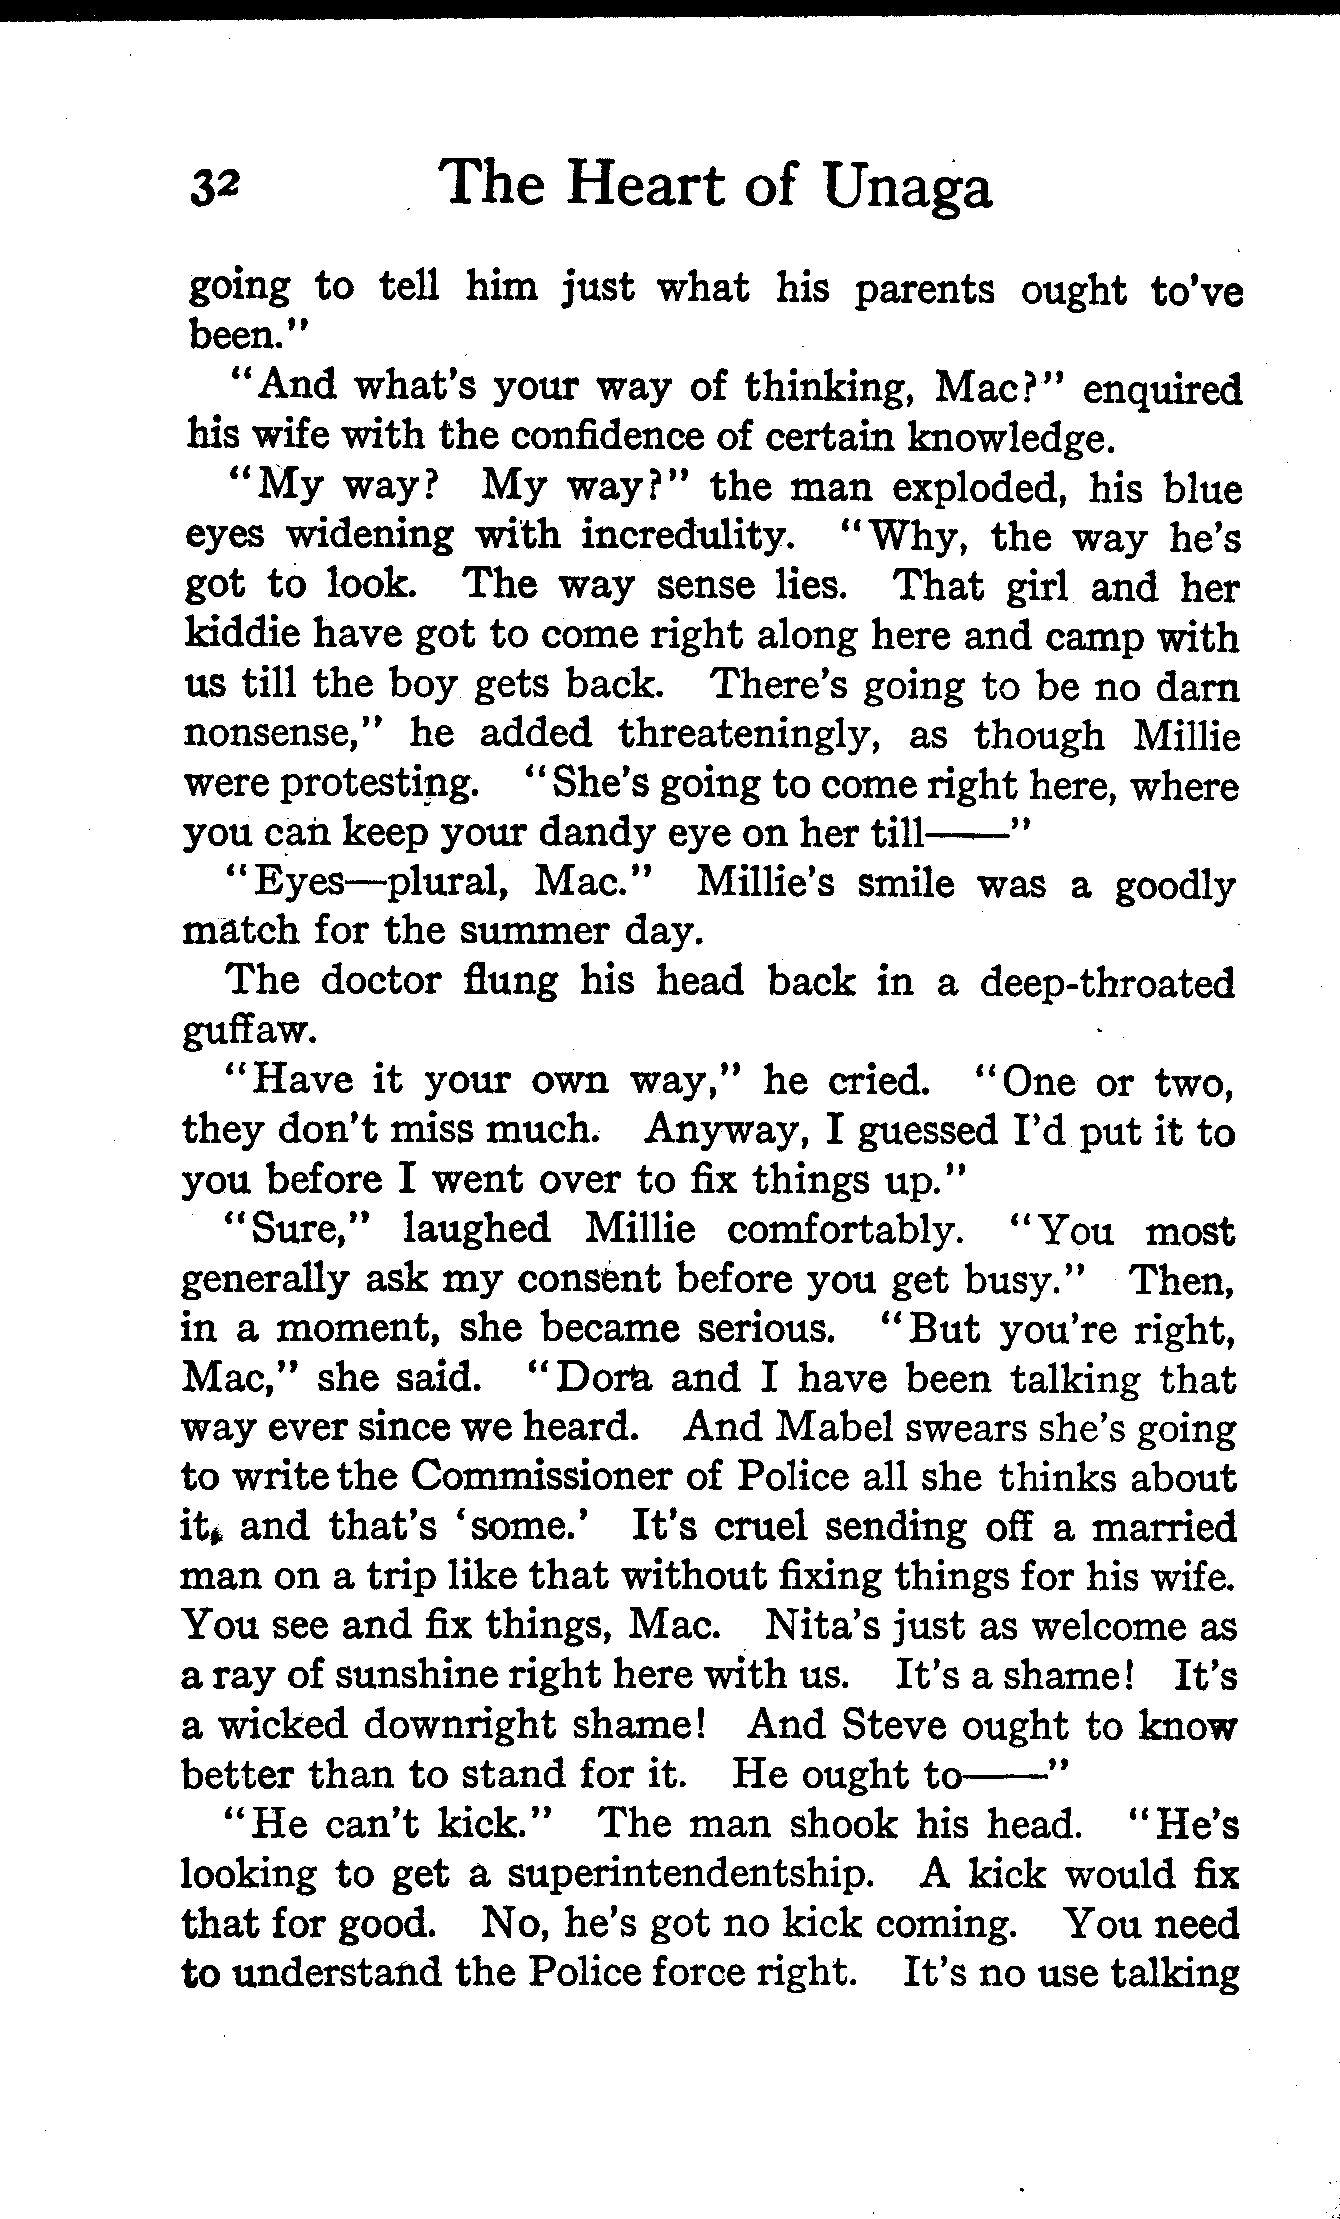 32 The Heart of Unaga
going to tell him just what his parents ought to've
been."
"And what's your way of thinking, Mac?" enquired
his wife with the confidence of certain knowledge.
"My way? My way?" the man exploded, his blue
eyes widening with incredulity. "Why, the way he's
got to look. The way sense lies. That girl and her
kiddie have got to come right along here and camp with
us till the boy gets back. There's going to be no darn
nonsense," he added threateningly, as though Millie
were protesting. "She's going to come right here, where
you can keep your dandy eye on her till——"
"Eyes—plural, Mac." Millie's smile was a goodly
match for the summer day.
The doctor flung his head back in a deep-throated
guffaw.
"Have it your own way," he cried. "One or two,
they don't miss much. Anyway, I guessed I'd put it to
you before I went over to fix things up."
"Sure," laughed Millie comfortably. "You most
generally ask my consent before you get busy." Then,
in a moment, she became serious. "But you're right,
Mac," she said. "Dora and I have been talking that
way ever since we heard. And Mabel swears she's going
to write the Commissioner of Police all she thinks about
it, and that's 'some.' It's cruel sending off a married
man on a trip like that without fixing things for his wife.
You see and fix things, Mac. Nita's just as welcome as
a ray of sunshine right here with us. It's a shame! It's
a wicked downright shame! And Steve ought to know
better than to stand for it. He ought to——"
"He can't kick." The man shook his head. "He's
looking to get a superintendentship. A kick would fix
that for good. No, he's got no kick coming. You need
to understand the Police force right. It's no use talking